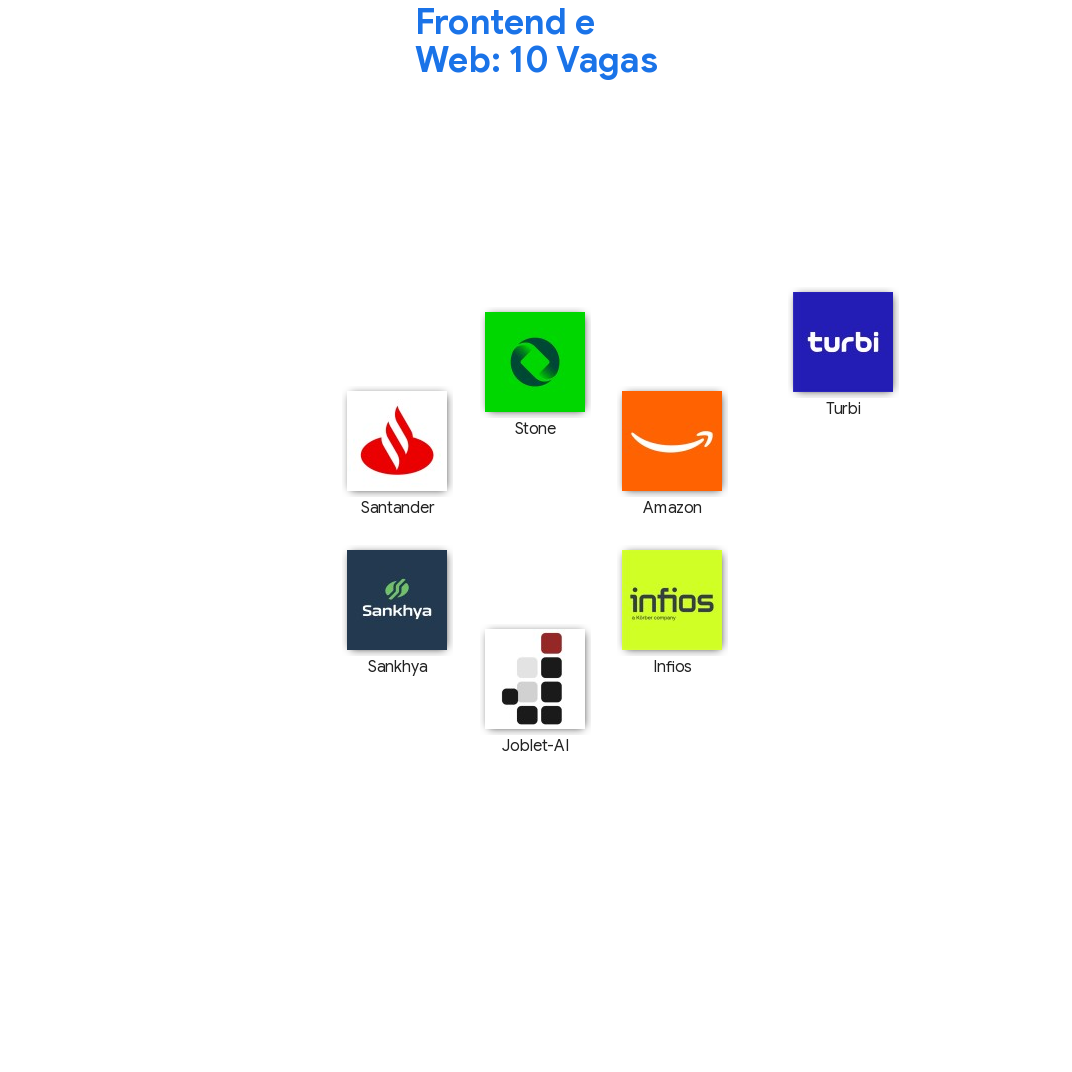 Frontend e
Web: 10 Vagas
turbi
Turbi
Stone
Santander
Amazon
Sankhya
Sankhya
infios
a Körber company
Infios
Joblet-AI